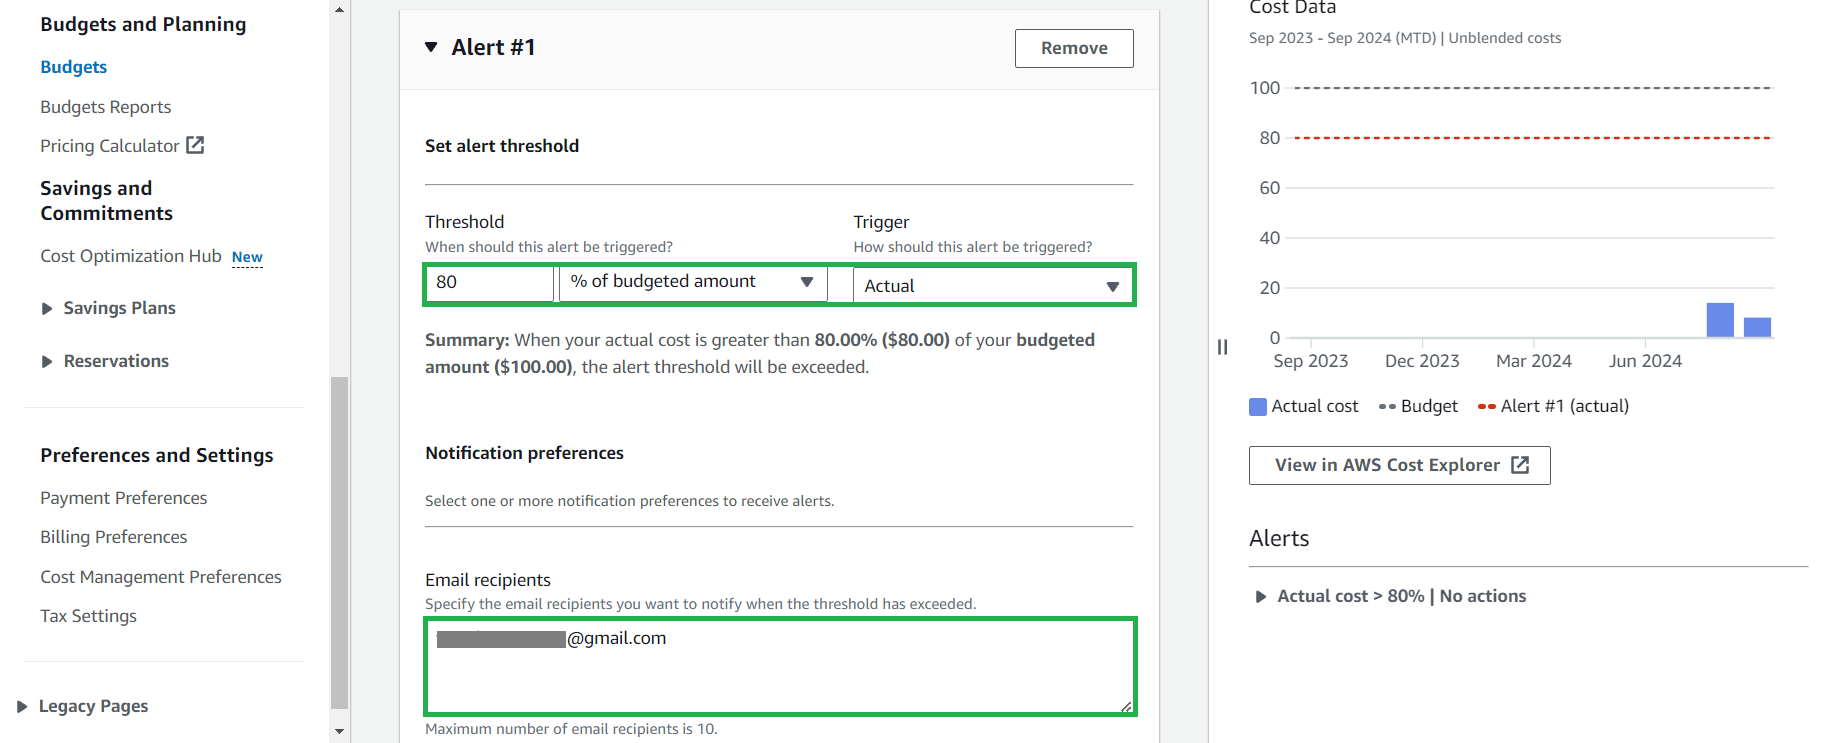 Budgets and Planning
Budgets
Budgets Reports
Pricing Calculator
Savings and
Commitments
Cost Optimization Hub New
Savings Plans
Reservations
Preferences and Settings
Payment Preferences
Billing Preferences
Cost Management Preferences
Tax Settings
Legacy Pages
Alert #1
Remove
Set alert threshold
Threshold
When should this alert be triggered?
Trigger
How should this alert be triggered?
80
% of budgeted amount
Actual
Summary: When your actual cost is greater than 80.00% ($80.00) of your budgeted
amount ($100.00), the alert threshold will be exceeded.
Notification preferences
Select one or more notification preferences to receive alerts.
Email recipients
Specify the email recipients you want to notify when the threshold has exceeded.
@gmail.com
Maximum number of email recipients is 10.
Cost Data
Sep 2023 - Sep 2024 (MTD) | Unblended costs
100
80
60
40
20
0
Sep 2023 Dec 2023 Mar 2024 Jun 2024
Actual cost Budget Alert #1 (actual)
View in AWS Cost Explorer
Alerts
Actual cost > 80% | No actions